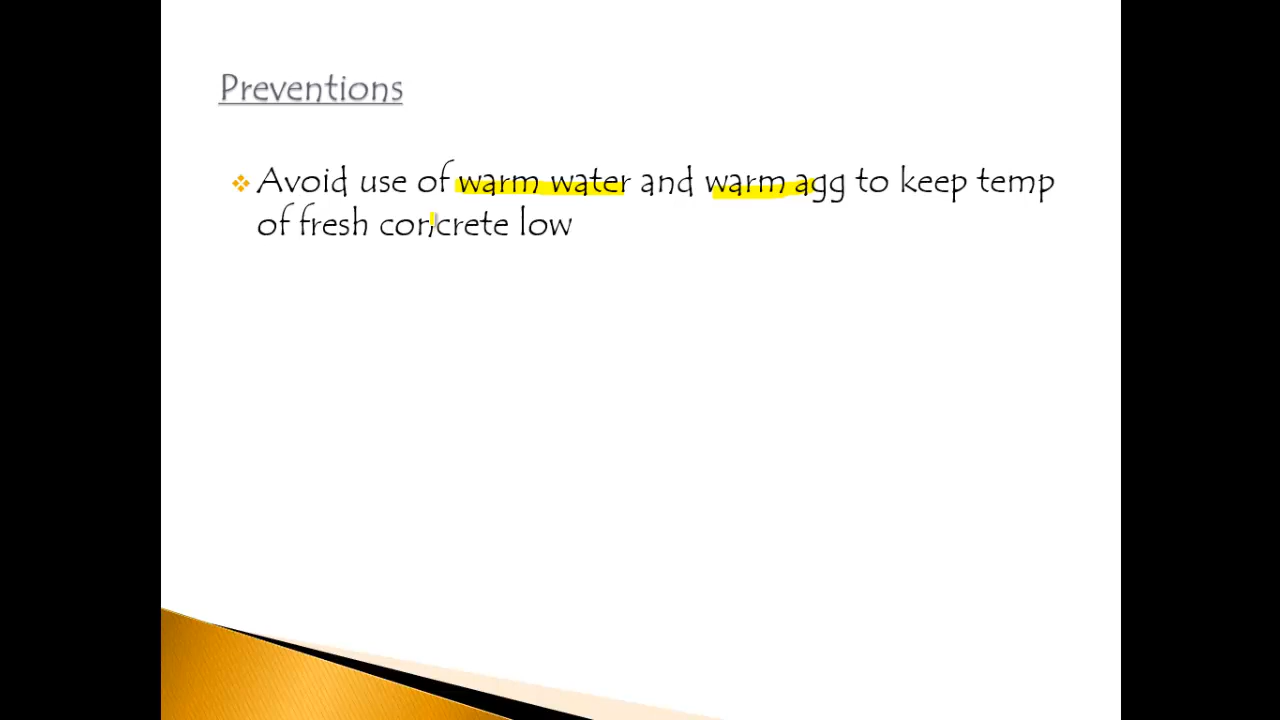 Preventions
Avoid use of warm water and warm agg to keep temp
of fresh concrete low